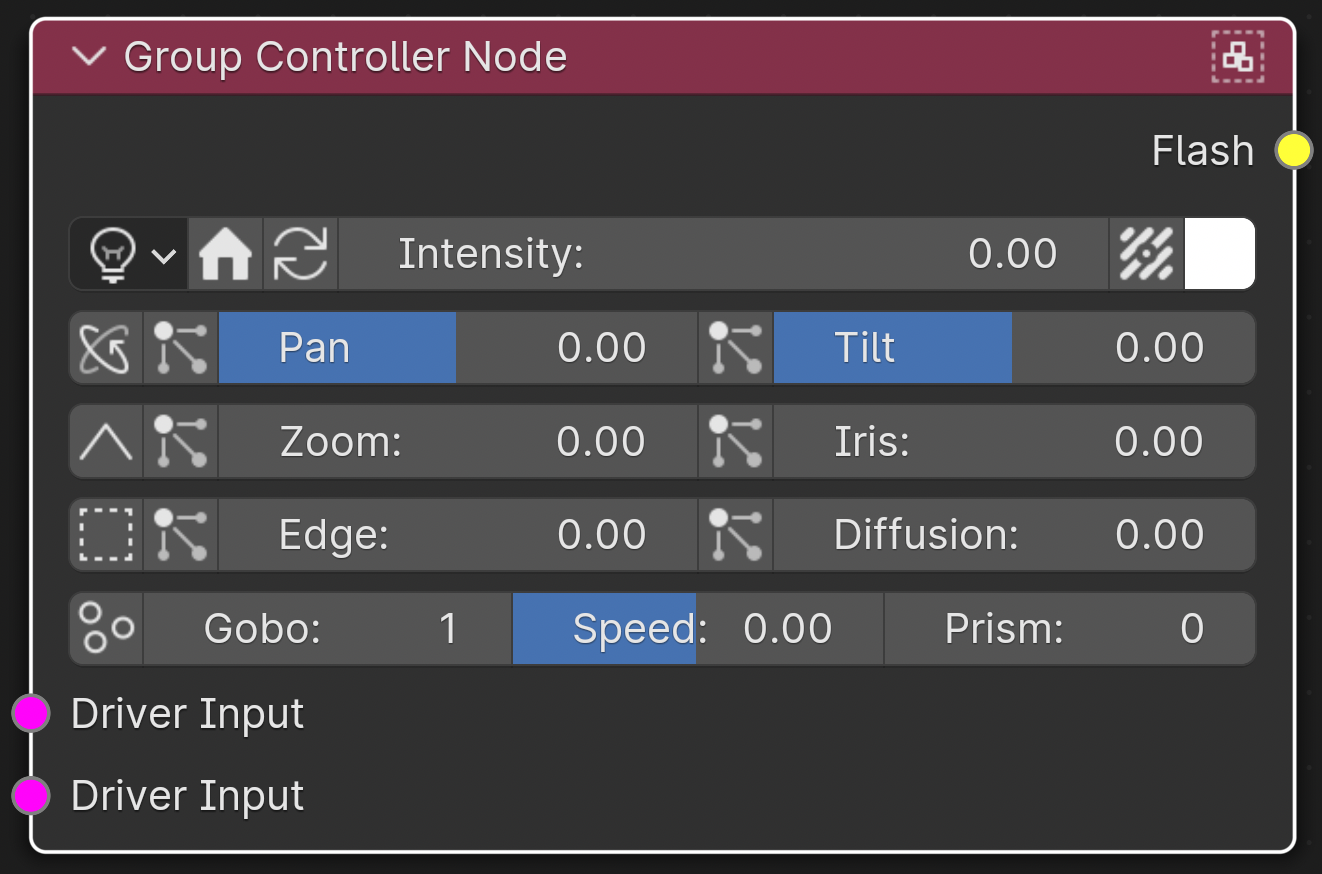 Group Controller Node
Flash
Intensity: 0.00
Pan 0.00 Tilt 0.00
Zoom: 0.00 Iris: 0.00
Edge: 0.00 Diffusion: 0.00
Gobo: 1 Speed: 0.00 Prism: 0
Driver Input
Driver Input